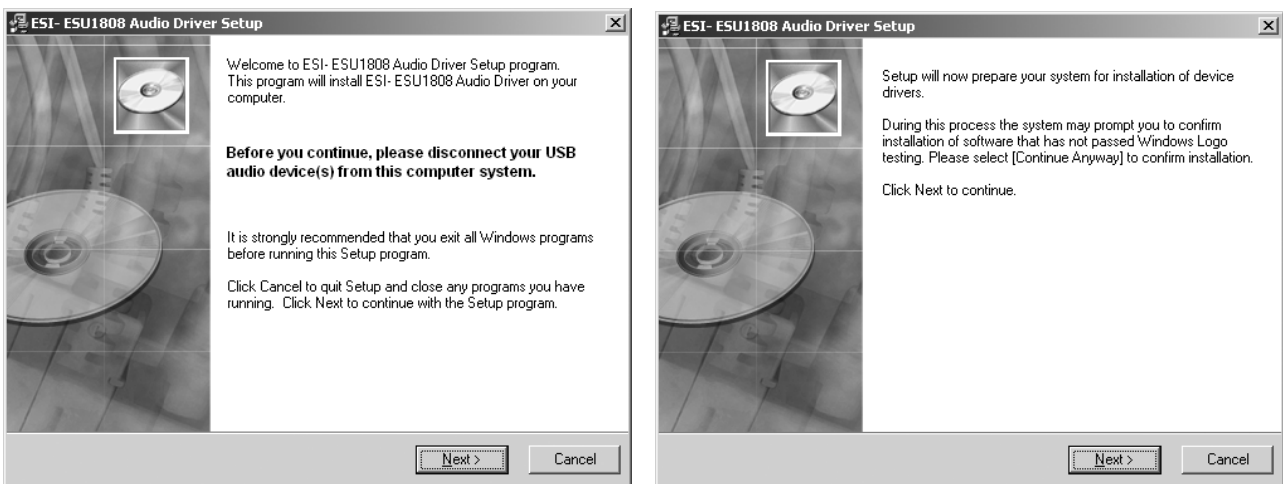 ESI- ESU1808 Audio Driver Setup
Welcome to ESI- ESU1808 Audio Driver Setup program.
This program will install ESI- ESU1808 Audio Driver on your
computer.
Before you continue, please disconnect your USB
audio device(s) from this computer system.
It is strongly recommended that you exit all Windows programs
before running this Setup program.
Click Cancel to quit Setup and close any programs you have
running. Click Next to continue with the Setup program.
Next >
Cancel
ESI- ESU1808 Audio Driver Setup
Setup will now prepare your system for installation of device
drivers.
During this process the system may prompt you to confirm
installation of software that has not passed Windows Logo
testing. Please select [Continue Anyway] to confirm installation.
Click Next to continue.
Next >
Cancel